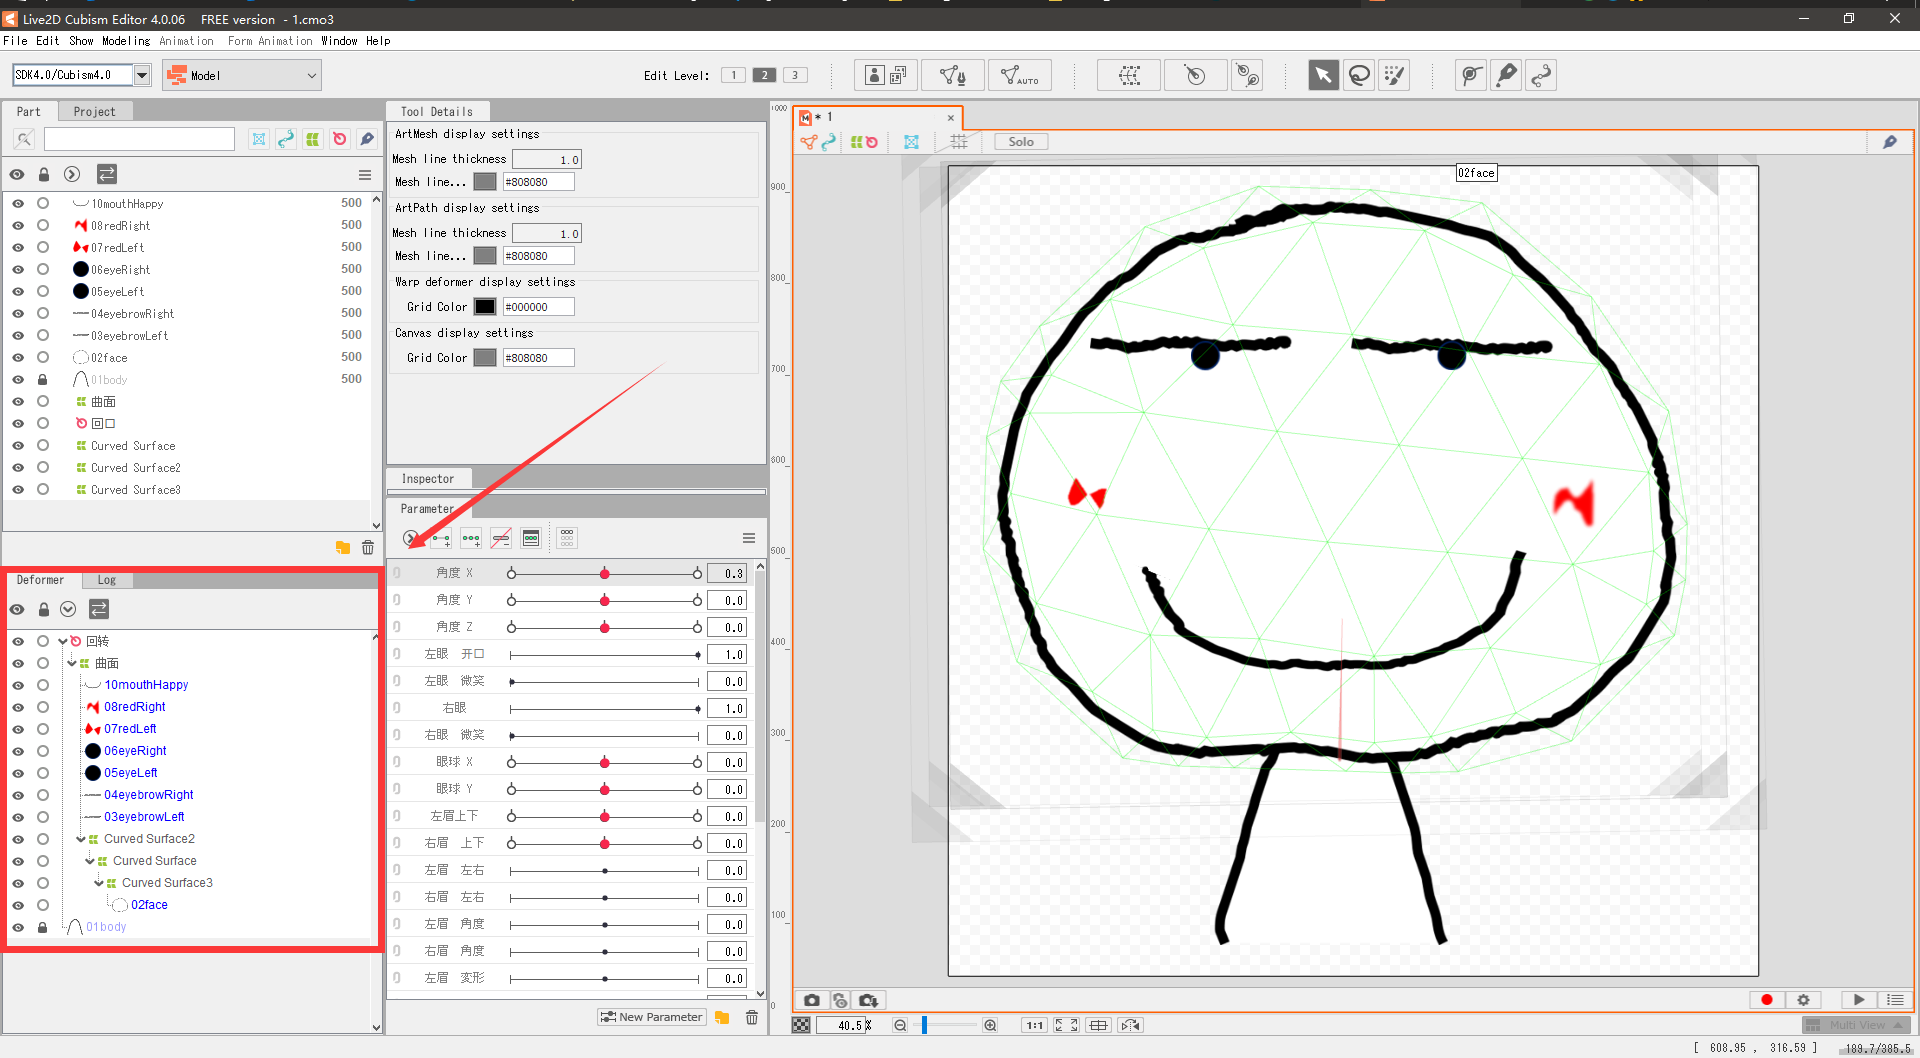 Live2D Cubism Editor 4.0.06    FREE version  - 1.cmo3
File Edit Show Modeling Animation Form Animation Window Help
SDK4.0/Cubism4.0
Model
Edit Level: 1 2 3
AUTO
Part Project
10mouthHappy 500
08redRight 500
07redLeft 500
06eyeRight 500
05eyeLeft 500
04eyebrowRight 500
03eyebrowLeft 500
02face 500
01body 500
曲面
回口
Curved Surface
Curved Surface2
Curved Surface3
Deformer Log
回转
曲面
10mouthHappy
08redRight
07redLeft
06eyeRight
05eyeLeft
04eyebrowRight
03eyebrowLeft
Curved Surface2
Curved Surface
Curved Surface3
02face
01body
Tool Details
ArtMesh display settings
Mesh line thickness 1.0
Mesh line... #808080
ArtPath display settings
Mesh line thickness 1.0
Mesh line... #808080
Warp deformer display settings
Grid Color #000000
Canvas display settings
Grid Color #808080
Inspector
Parameter
角度 X 0.3
角度 Y 0.0
角度 Z 0.0
左眼 开口 1.0
左眼 微笑 0.0
右眼 1.0
右眼 微笑 0.0
眼球 X 0.0
眼球 Y 0.0
左眉上下 0.0
右眉 上下 0.0
左眉 左右 0.0
右眉 左右 0.0
左眉 角度 0.0
右眉 角度 0.0
左眉 変形 0.0
New Parameter
1000
900
800
700
600
500
400
300
200
100
0
M * 1 ×
Solo
02face
40.5%
1:1
Multi View
[ 608.95 , 316.59 ] 189.7/385.5